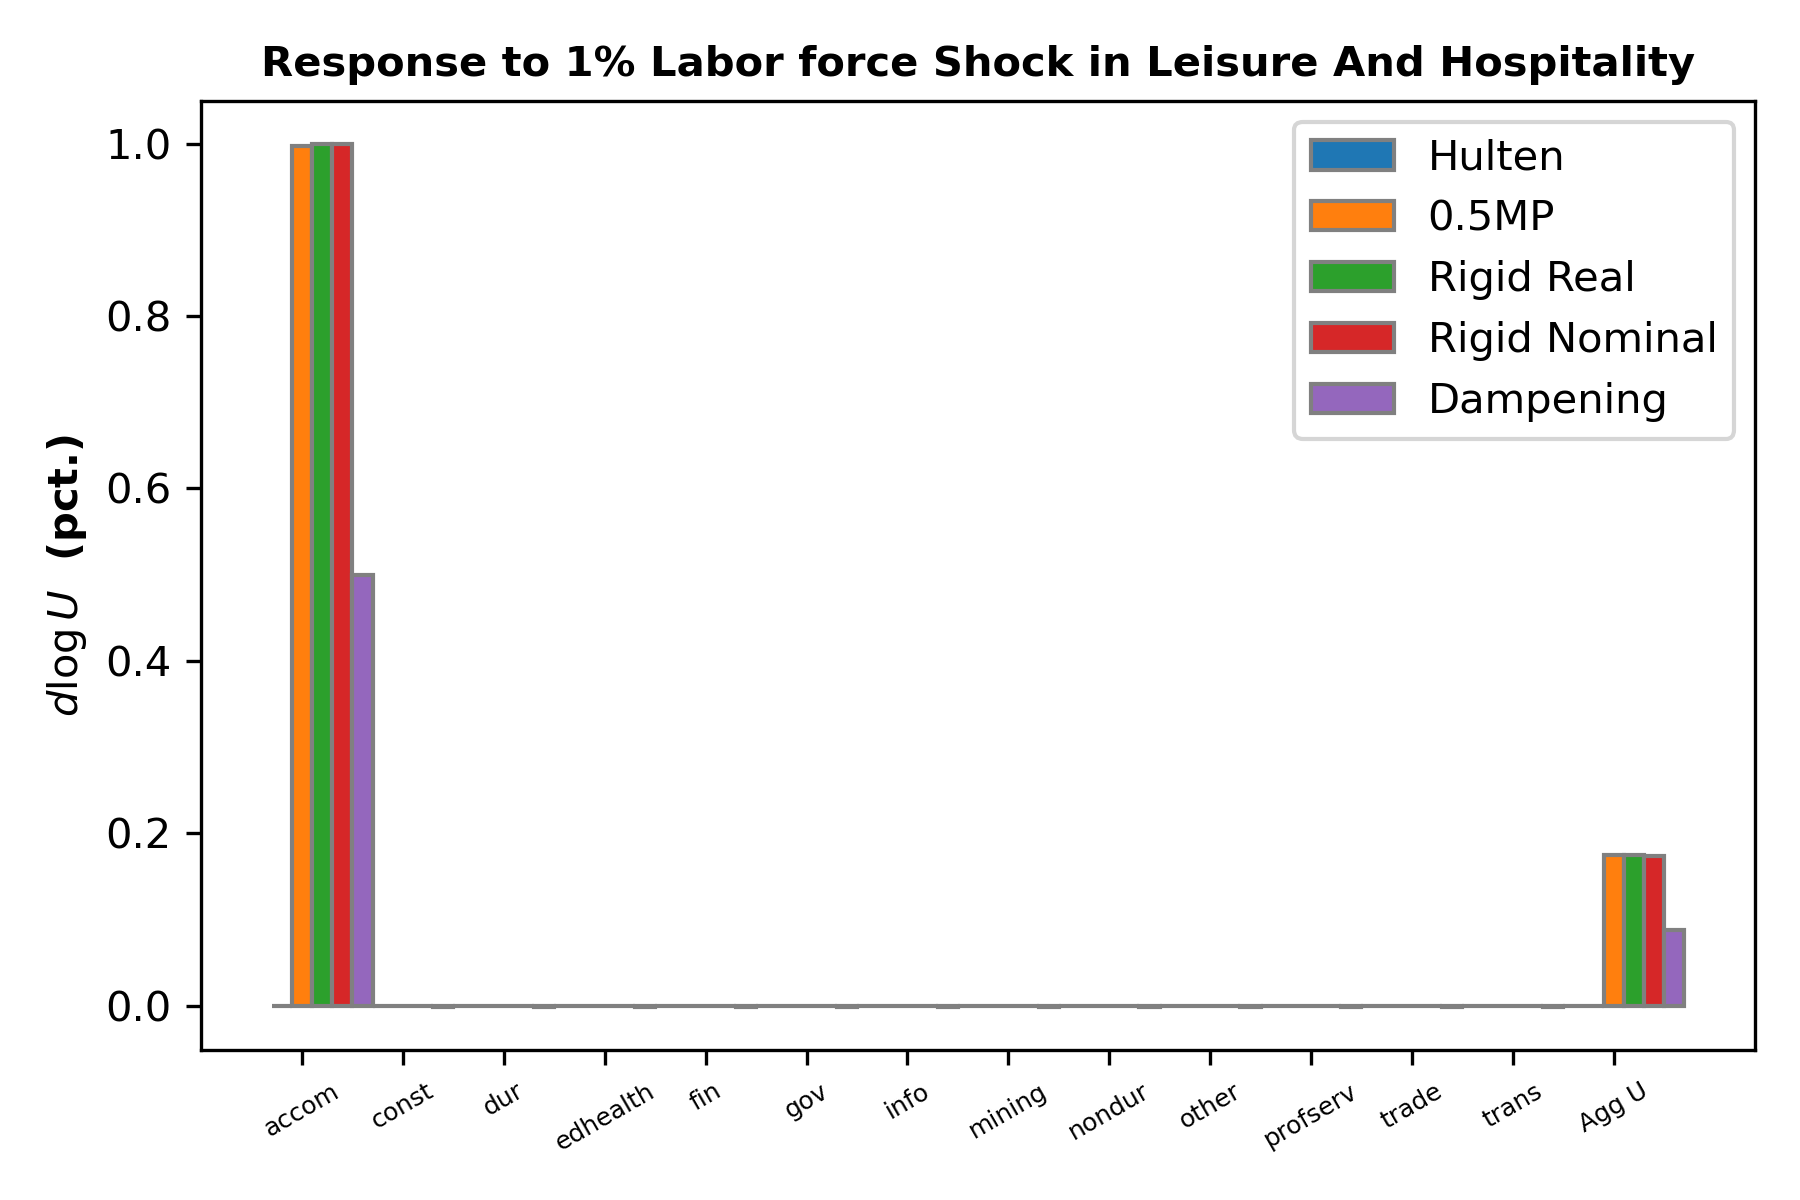 Response to 1% Labor force Shock in Leisure And Hospitality
Hulten
0.5MP
Rigid Real
Rigid Nominal
Dampening
dlog U (pct.)
1.0
0.8
0.6
0.4
0.2
0.0
accom const dur edhealth fin gov info mining nondur other profserv trade trans Agg U